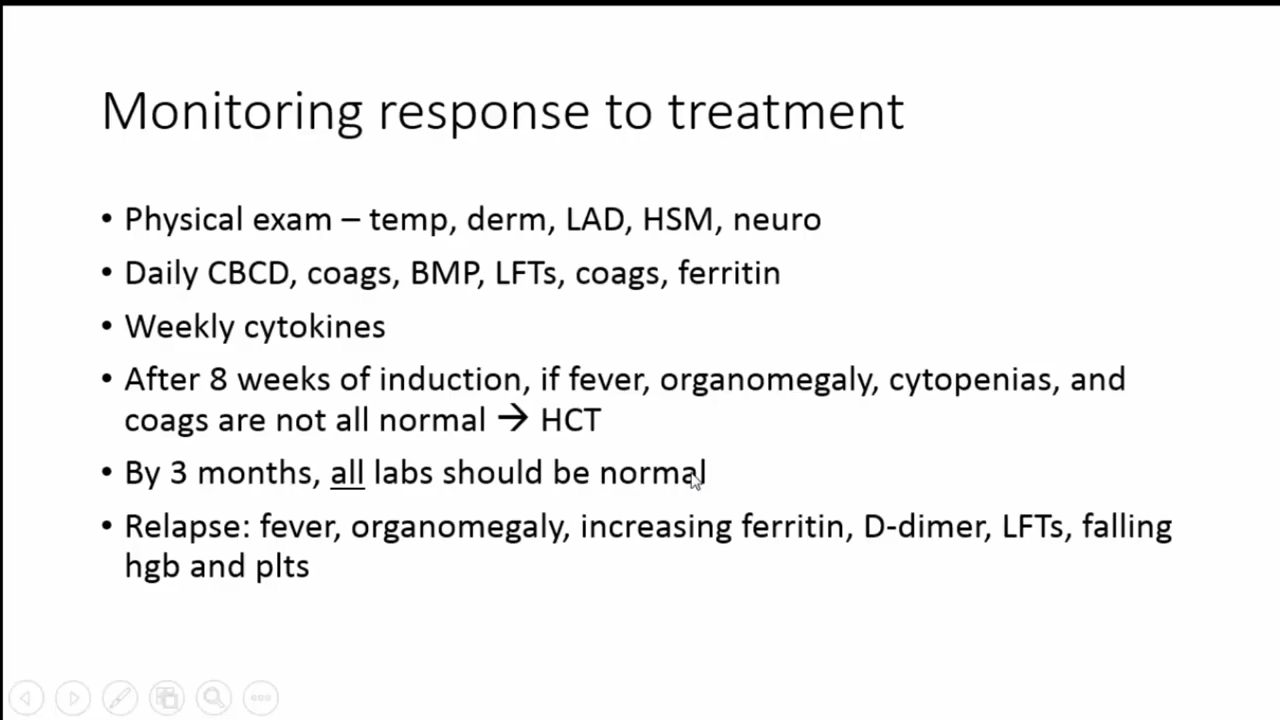 Monitoring response to treatment
• Physical exam – temp, derm, LAD, HSM, neuro
• Daily CBCD, coags, BMP, LFTs, coags, ferritin
• Weekly cytokines
• After 8 weeks of induction, if fever, organomegaly, cytopenias, and
coags are not all normal → HCT
• By 3 months, all labs should be normal
• Relapse: fever, organomegaly, increasing ferritin, D-dimer, LFTs, falling
hgb and plts